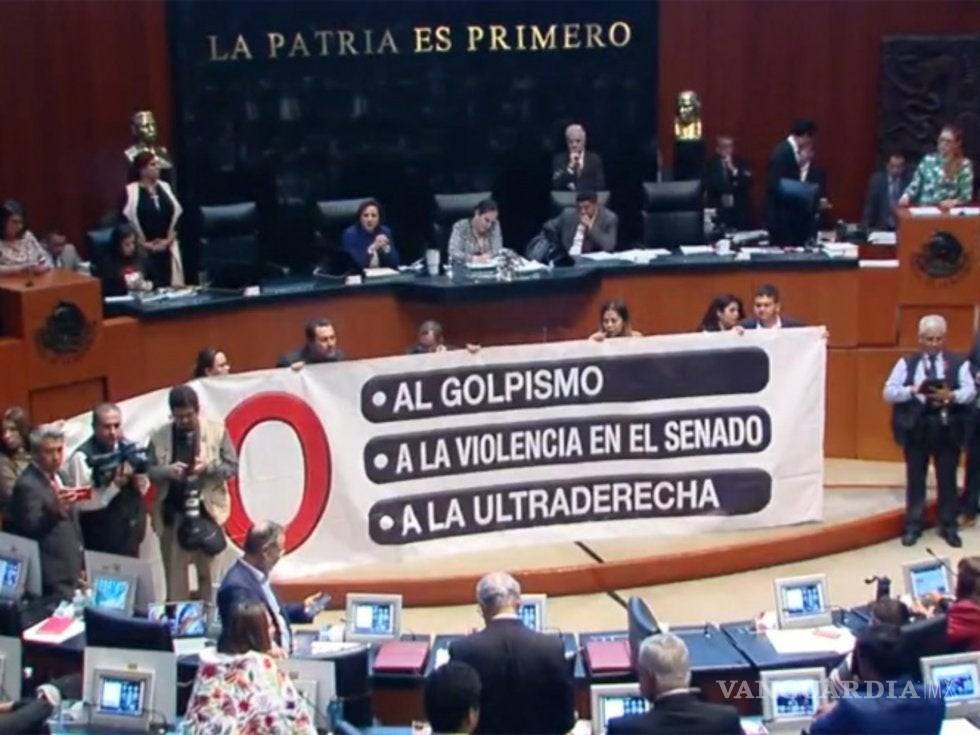 LA PATRIA ES PRIMERO
O
• AL GOLPISMO
• A LA VIOLENCIA EN EL SENADO
• A LA ULTRADERECHA
VANGUARDIA MX